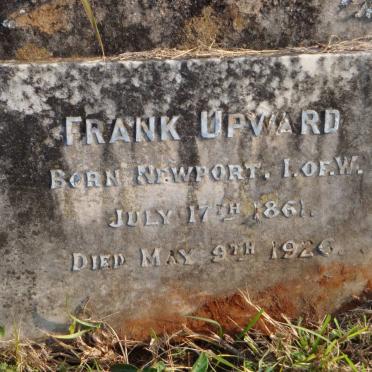 FRANK UPWARD
BORN NEWPORT. I.OF.W.
JULY 17TH 1861.
DIED MAY 9TH 1926.